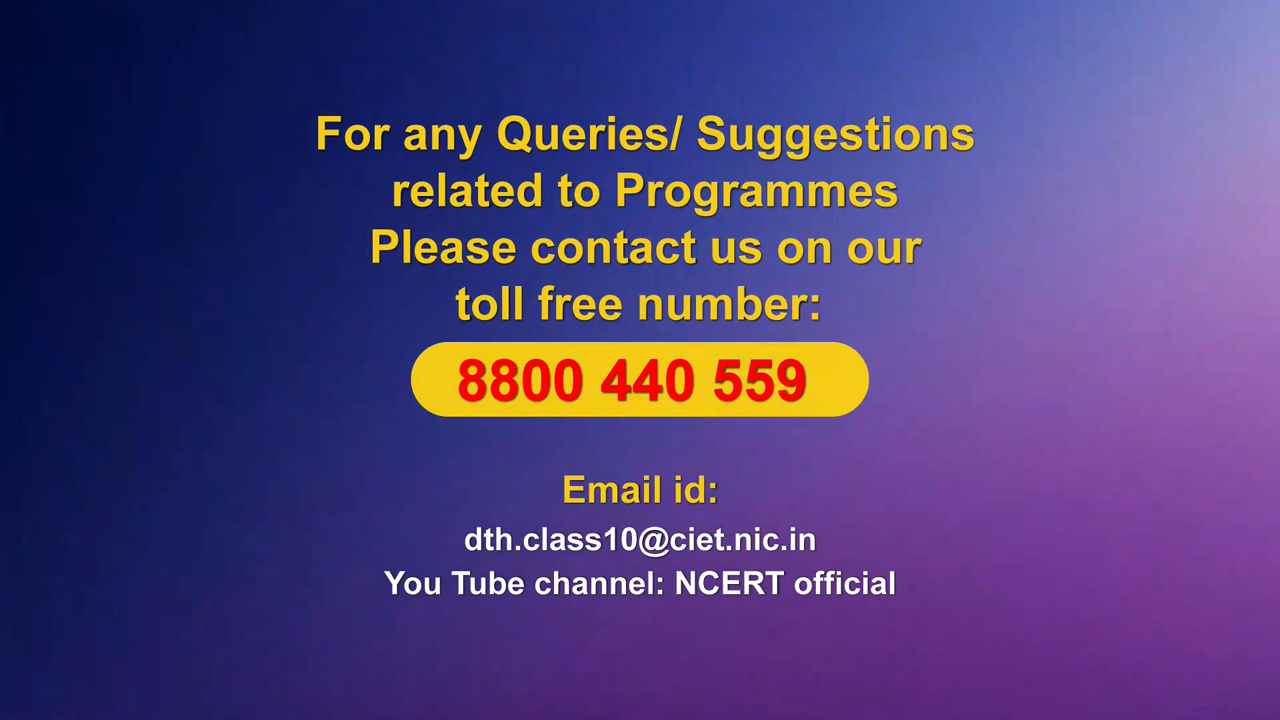 For any Queries/ Suggestions
related to Programmes
Please contact us on our
toll free number:
8800 440 559
Email id:
dth.class10@ciet.nic.in
You Tube channel: NCERT official